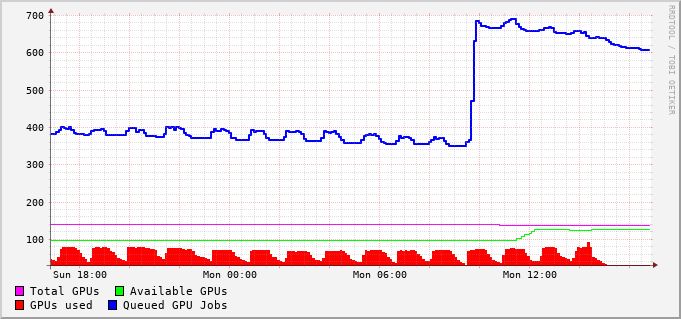 700
600
500
400
300
200
100
Sun 18:00 Mon 00:00 Mon 06:00 Mon 12:00
Total GPUs Available GPUs
GPUs used Queued GPU Jobs
RRDTOOL / TOBI OETIKER